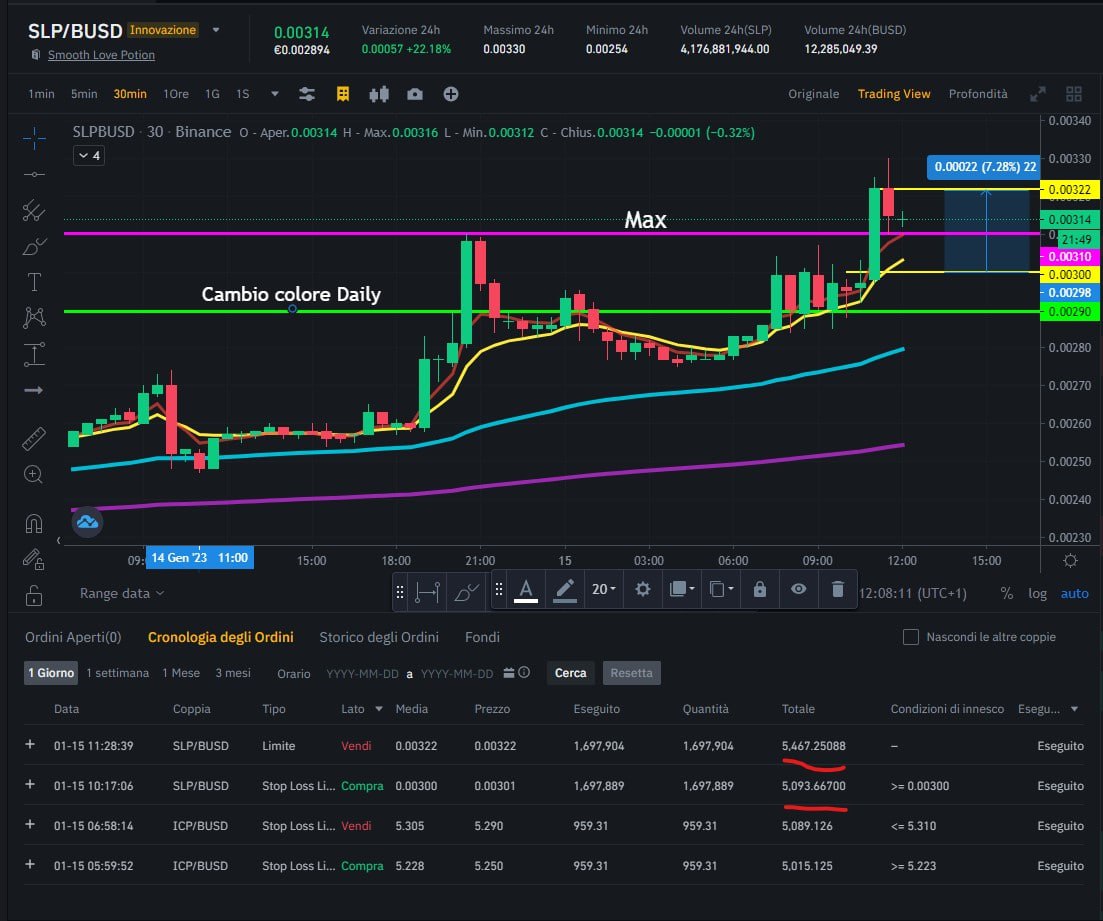 SLP/BUSD Innovazione
Smooth Love Potion
0.00314
€0.002894
Variazione 24h
0.00057 +22.18%
Massimo 24h
0.00330
Minimo 24h
0.00254
Volume 24h(SLP)
4,176,881,944.00
Volume 24h(BUSD)
12,285,049.39
1min 5min 30min 1Ore 1G 1S
Originale Trading View Profondità
SLPBUSD · 30 · Binance O - Aper.0.00314 H - Max.0.00316 L - Min.0.00312 C - Chius.0.00314 −0.00001 (−0.32%)
4
0.00340
0.00330
0.00022 (7.28%) 22
0.00322
0.00314
21:49
0.00310
0.00300
0.00298
0.00290
0.00280
0.00270
0.00260
0.00250
0.00240
0.00230
Max
Cambio colore Daily
09: 14 Gen '23 11:00 15:00 18:00 21:00 15 03:00 06:00 09:00 12:00 15:00
Range data
A 20
12:08:11 (UTC+1) % log auto
Ordini Aperti(0) Cronologia degli Ordini Storico degli Ordini Fondi
Nascondi le altre coppie
1 Giorno 1 settimana 1 Mese 3 mesi Orario YYYY-MM-DD a YYYY-MM-DD Cerca Resetta
Data Coppia Tipo Lato Media Prezzo Eseguito Quantità Totale Condizioni di innesco Esegu...
+ 01-15 11:28:39 SLP/BUSD Limite Vendi 0.00322 0.00322 1,697,904 1,697,904 5,467.25088 – Eseguito
+ 01-15 10:17:06 SLP/BUSD Stop Loss Li... Compra 0.00300 0.00301 1,697,889 1,697,889 5,093.66700 >= 0.00300 Eseguito
+ 01-15 06:58:14 ICP/BUSD Stop Loss Li... Vendi 5.305 5.290 959.31 959.31 5,089.126 <= 5.310 Eseguito
+ 01-15 05:59:52 ICP/BUSD Stop Loss Li... Compra 5.228 5.250 959.31 959.31 5,015.125 >= 5.223 Eseguito